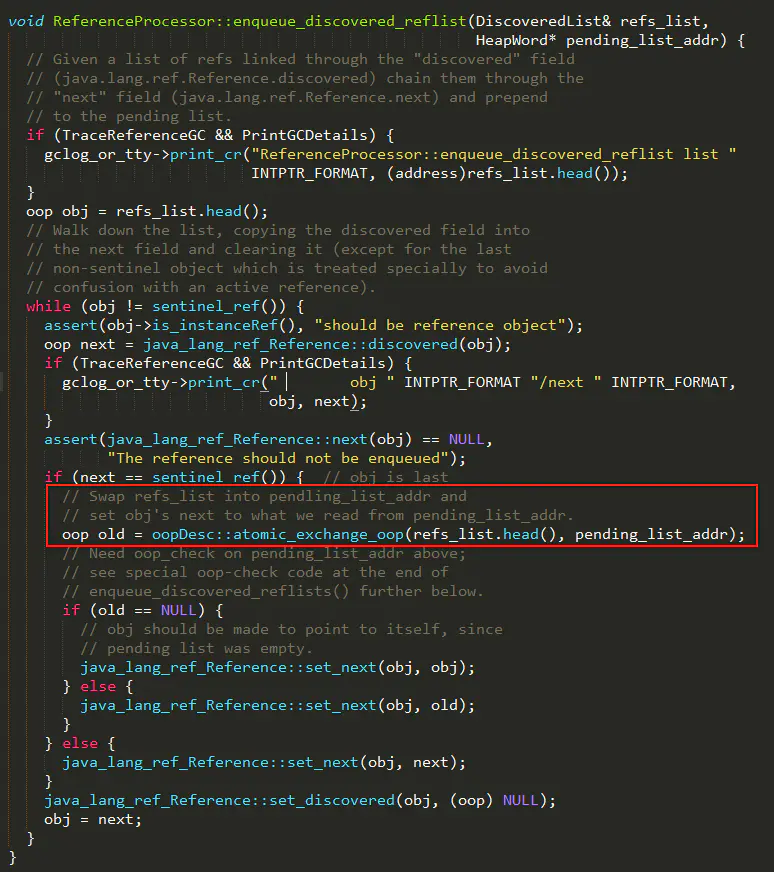 void ReferenceProcessor::enqueue_discovered_reflist(DiscoveredList& refs_list,
                                                    HeapWord* pending_list_addr) {
  // Given a list of refs linked through the "discovered" field
  // (java.lang.ref.Reference.discovered) chain them through the
  // "next" field (java.lang.ref.Reference.next) and prepend
  // to the pending list.
  if (TraceReferenceGC && PrintGCDetails) {
    gclog_or_tty->print_cr("ReferenceProcessor::enqueue_discovered_reflist list "
                           INTPTR_FORMAT, (address)refs_list.head());
  }
  oop obj = refs_list.head();
  // Walk down the list, copying the discovered field into
  // the next field and clearing it (except for the last
  // non-sentinel object which is treated specially to avoid
  // confusion with an active reference).
  while (obj != sentinel_ref()) {
    assert(obj->is_instanceRef(), "should be reference object");
    oop next = java_lang_ref_Reference::discovered(obj);
    if (TraceReferenceGC && PrintGCDetails) {
      gclog_or_tty->print_cr("        obj " INTPTR_FORMAT "/next " INTPTR_FORMAT,
                             obj, next);
    }
    assert(java_lang_ref_Reference::next(obj) == NULL,
           "The reference should not be enqueued");
    if (next == sentinel_ref()) {  // obj is last
      // Swap refs_list into pendling_list_addr and
      // set obj's next to what we read from pending_list_addr.
      oop old = oopDesc::atomic_exchange_oop(refs_list.head(), pending_list_addr);
      // Need oop_check on pending_list_addr above;
      // see special oop-check code at the end of
      // enqueue_discovered_reflists() further below.
      if (old == NULL) {
        // obj should be made to point to itself, since
        // pending list was empty.
        java_lang_ref_Reference::set_next(obj, obj);
      } else {
        java_lang_ref_Reference::set_next(obj, old);
      }
    } else {
      java_lang_ref_Reference::set_next(obj, next);
    }
    java_lang_ref_Reference::set_discovered(obj, (oop) NULL);
    obj = next;
  }
}